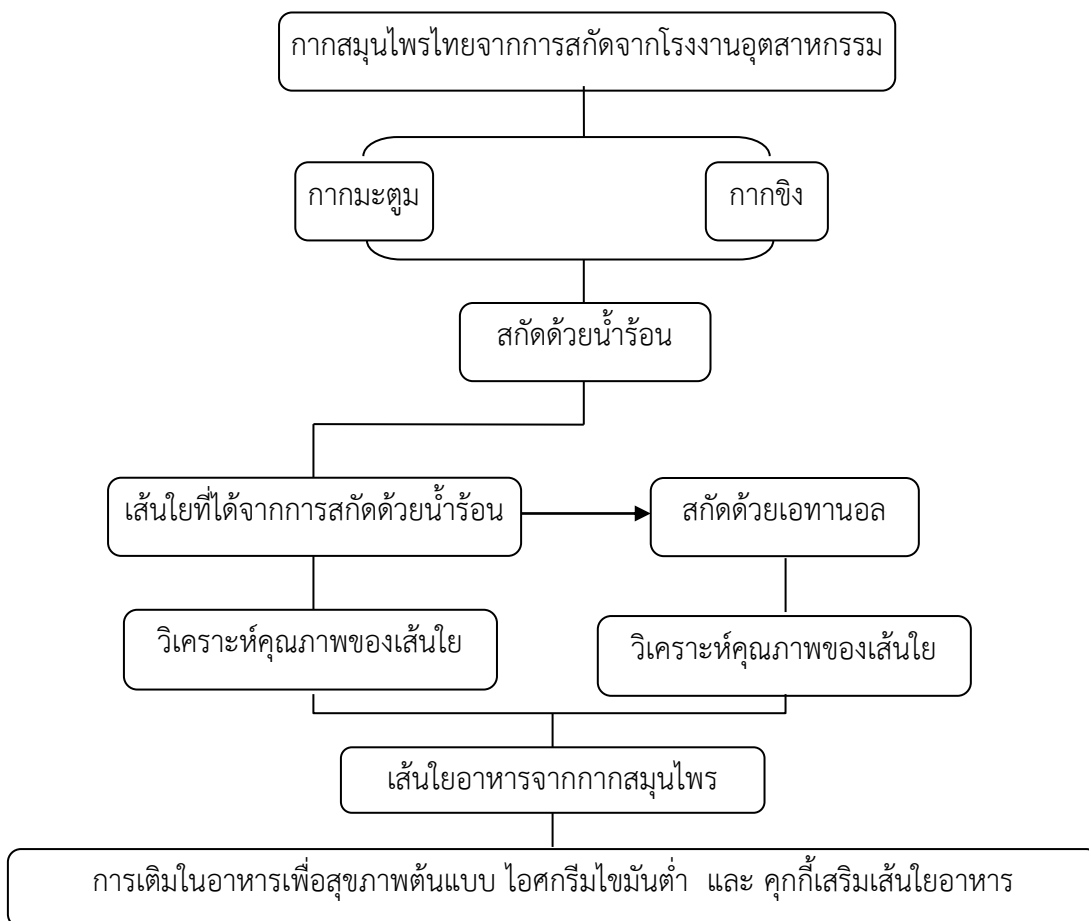 กากสมุนไพรไทยจากการสกัดจากโรงงานอุตสาหกรรม
กากมะตูม
กากขิง
สกัดด้วยน้ำร้อน
เส้นใยที่ได้จากการสกัดด้วยน้ำร้อน
สกัดด้วยเอทานอล
วิเคราะห์คุณภาพของเส้นใย
วิเคราะห์คุณภาพของเส้นใย
เส้นใยอาหารจากกากสมุนไพร
การเติมในอาหารเพื่อสุขภาพต้นแบบ ไอศกรีมไขมันต่ำ และ คุกกี้เสริมเส้นใยอาหาร